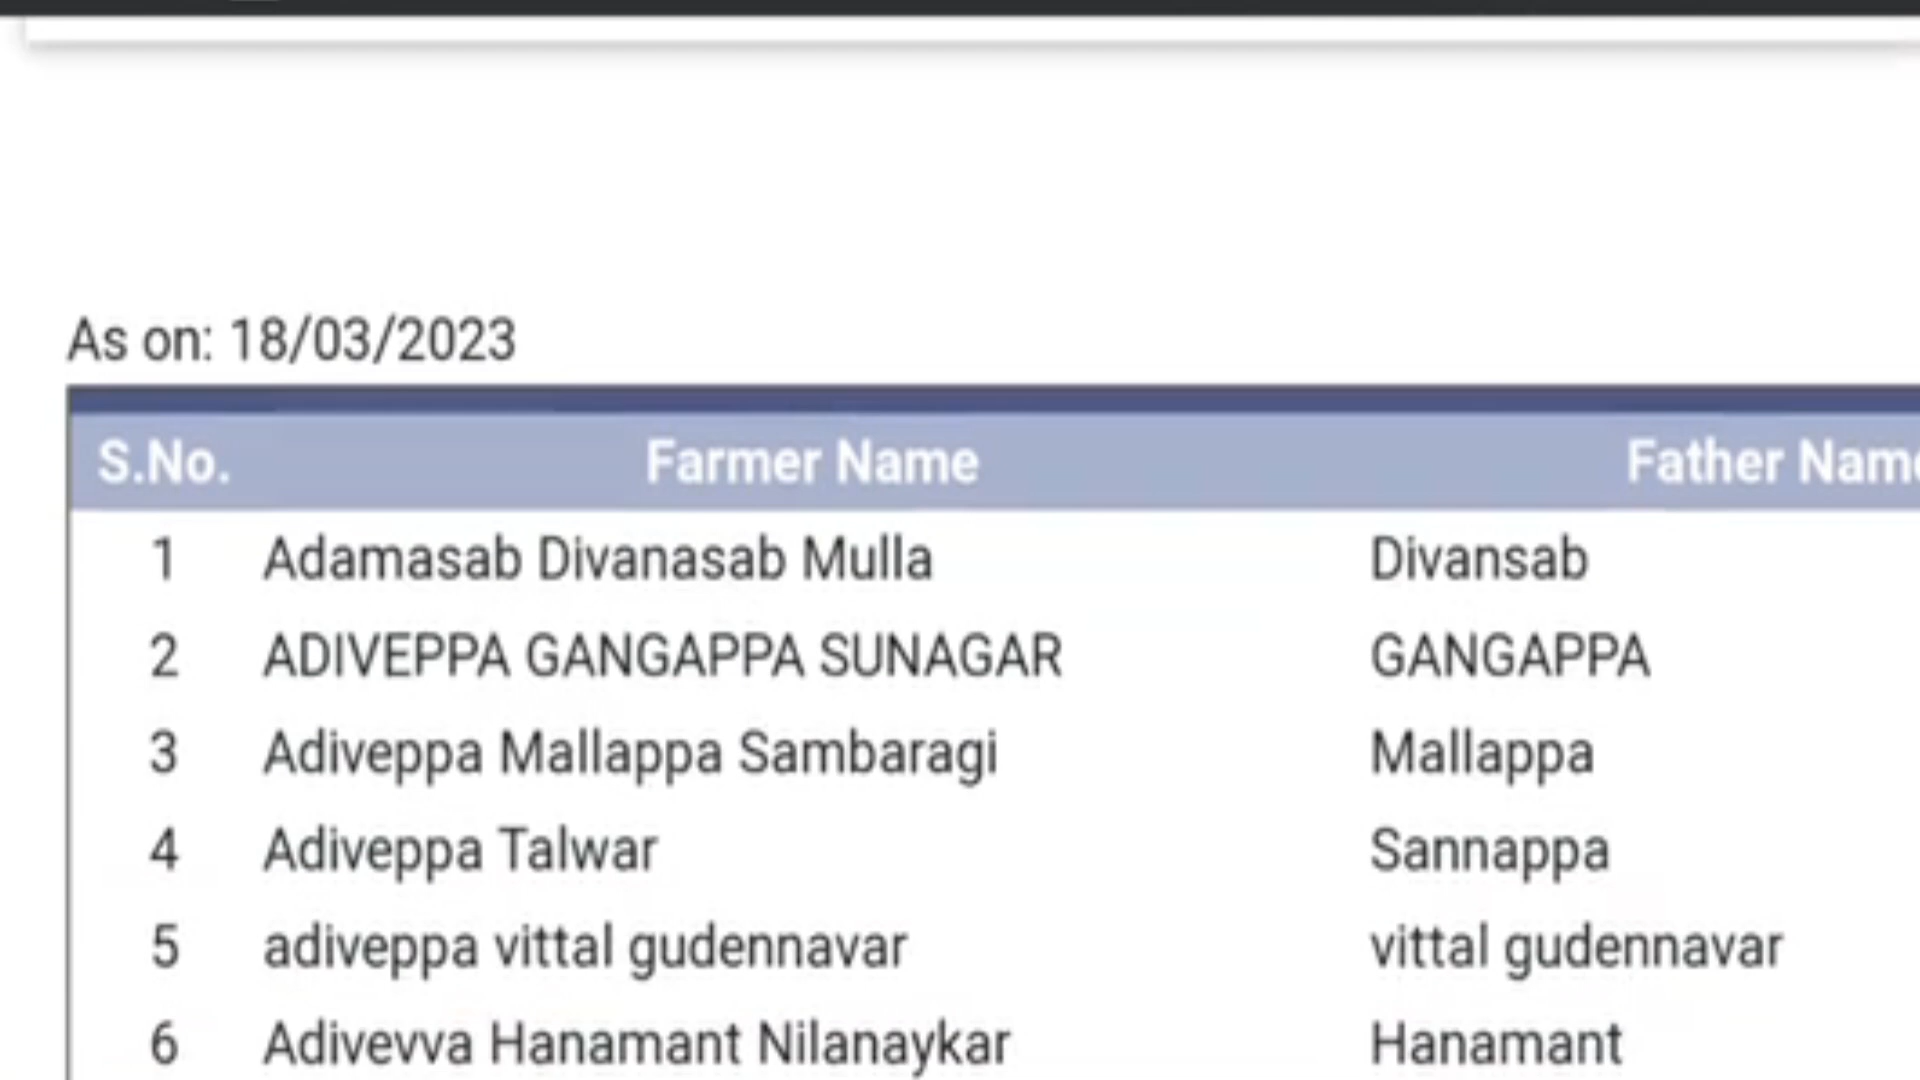 As on: 18/03/2023
S.No. Farmer Name Father Name
1 Adamasab Divanasab Mulla Divansab
2 ADIVEPPA GANGAPPA SUNAGAR GANGAPPA
3 Adiveppa Mallappa Sambaragi Mallappa
4 Adiveppa Talwar Sannappa
5 adiveppa vittal gudennavar vittal gudennavar
6 Adivevva Hanamant Nilanaykar Hanamant